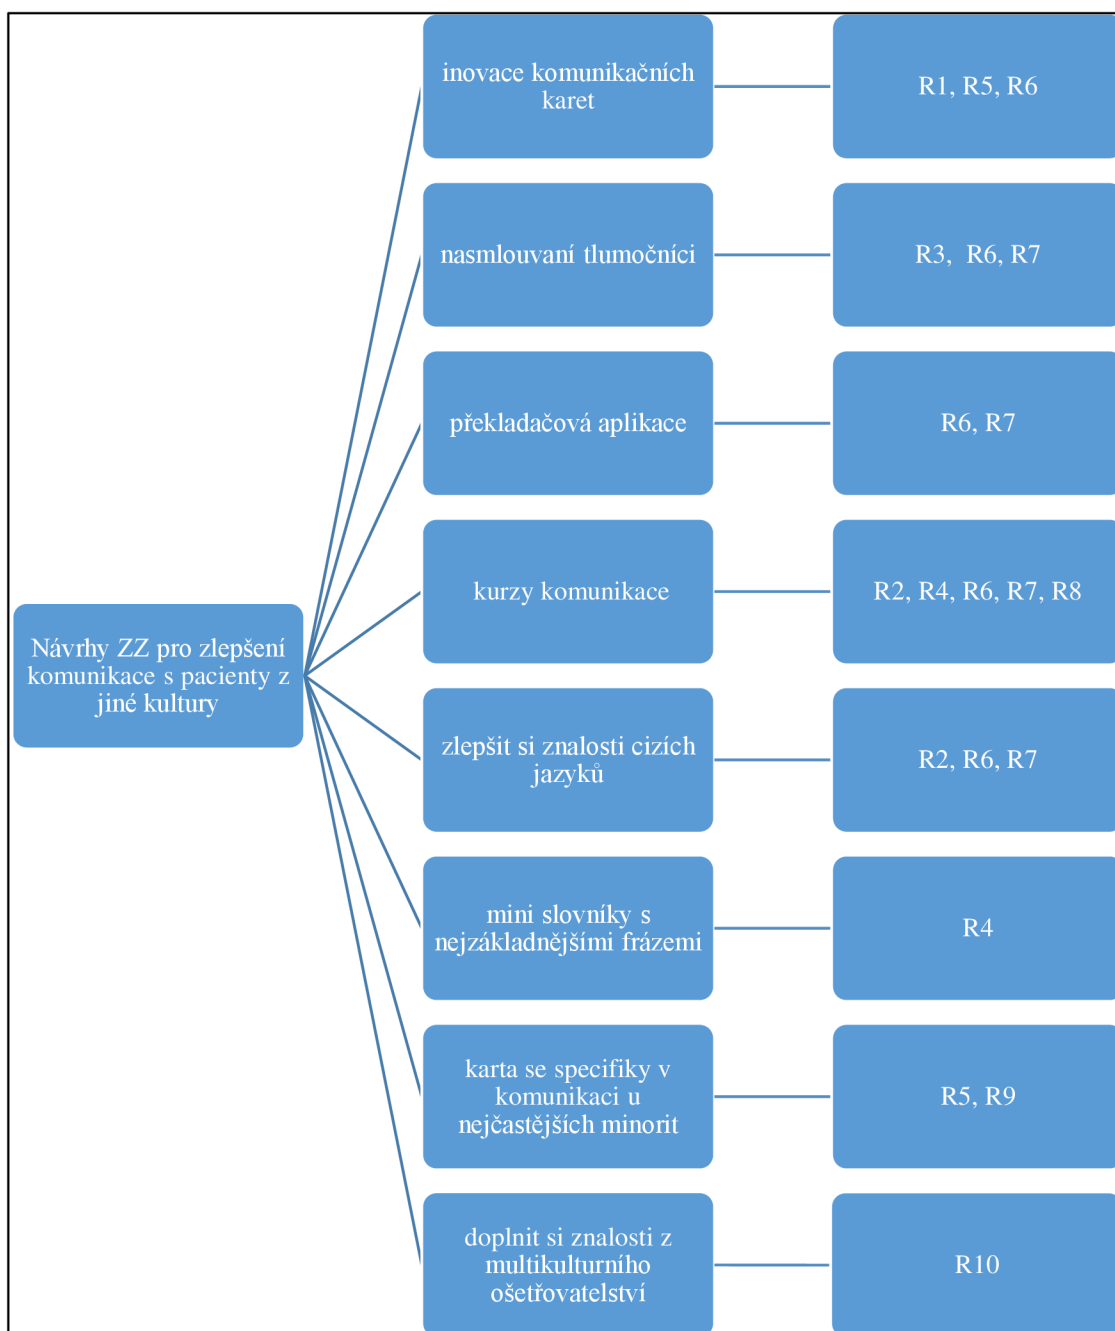 inovace komunikačních
karet
R1, R5, R6
nasmlouvaní tlumočníci
R3, R6, R7
překladačová aplikace
R6, R7
kurzy komunikace
R2, R4, R6, R7, R8
Návrhy ZZ pro zlepšení
komunikace s pacienty z
jiné kultury
zlepšit si znalosti cizích
jazyků
R2, R6, R7
mini slovníky s
nejzákladnějšími frázemi
R4
karta se specifiky v
komunikaci u
nejčastějších minorit
R5, R9
doplnit si znalosti z
multikulturního
ošetřovatelství
R10